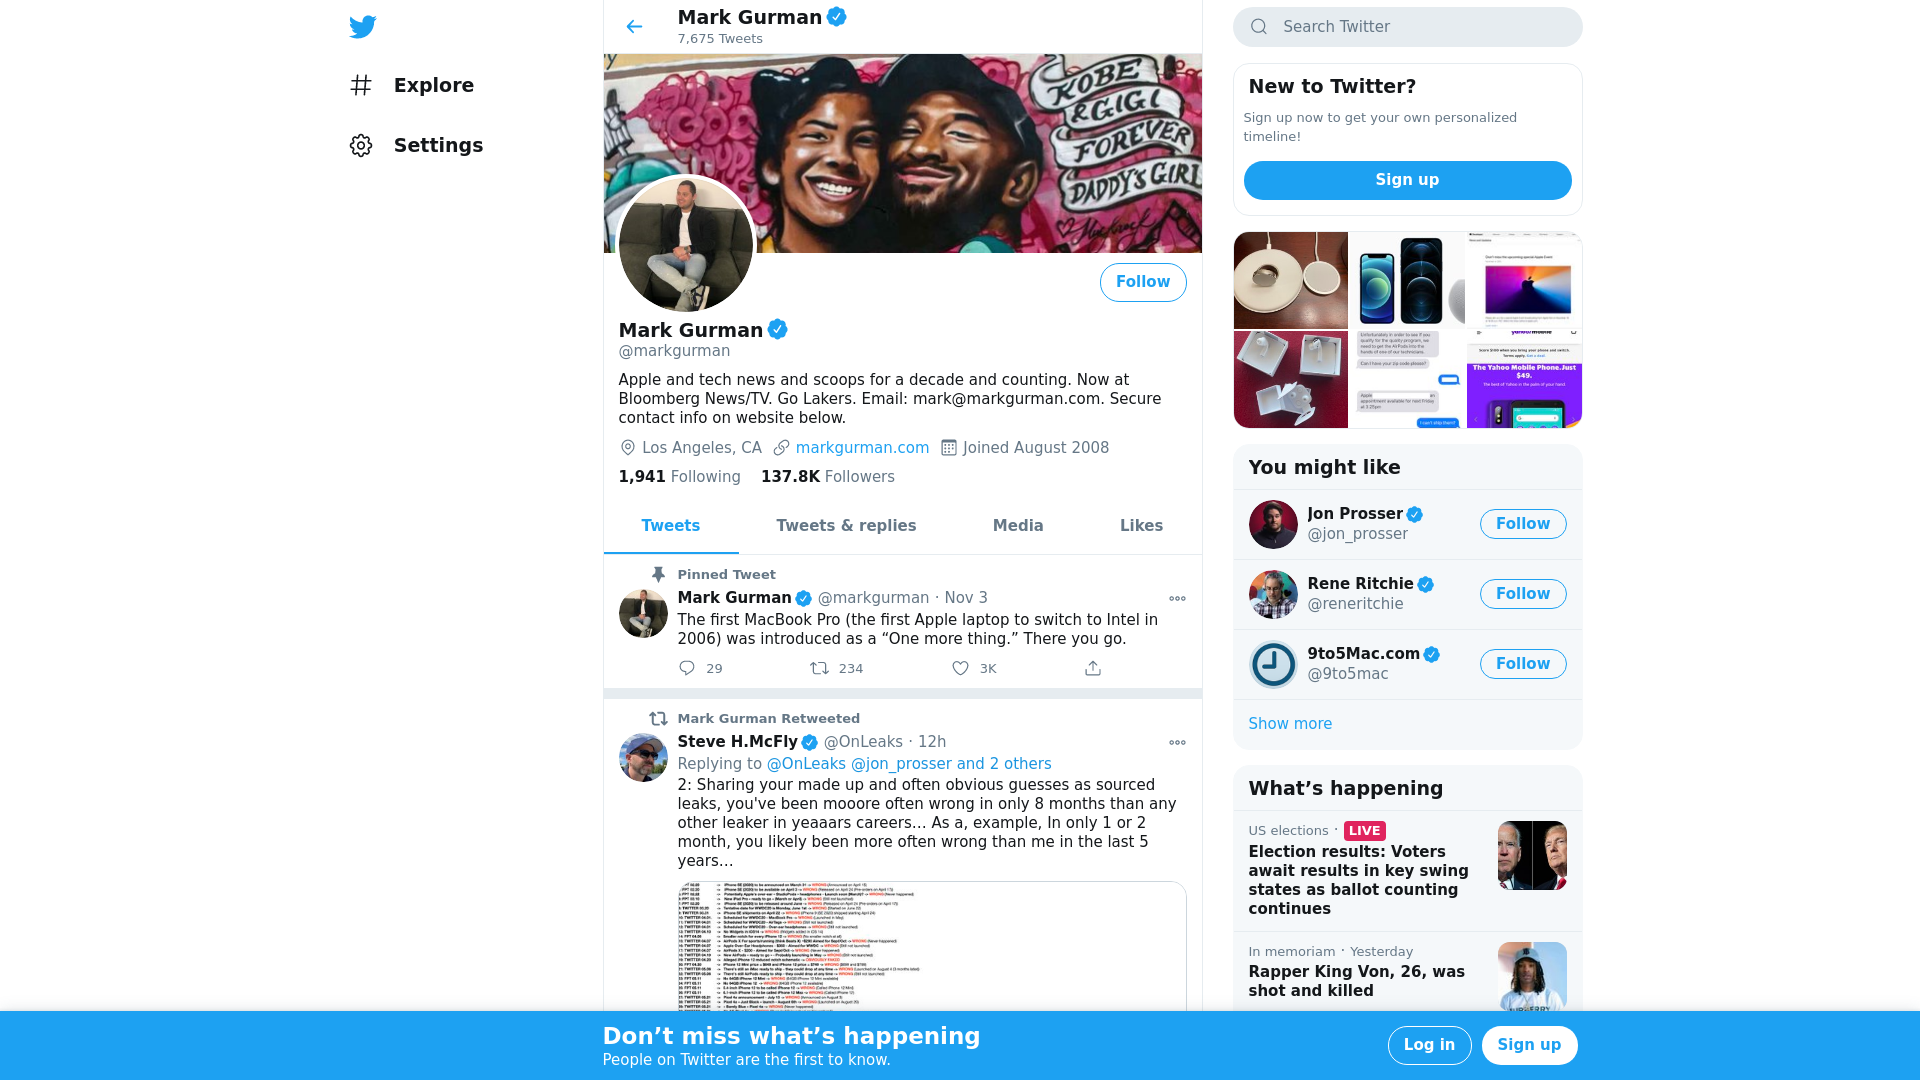 Mark Gurman
7,675 Tweets
Explore
Settings
KOBE
& GIGI
FOREVER
DADDY'S GIRL
Follow
Mark Gurman
@markgurman
Apple and tech news and scoops for a decade and counting. Now at
Bloomberg News/TV. Go Lakers. Email: mark@markgurman.com. Secure
contact info on website below.
Los Angeles, CA markgurman.com Joined August 2008
1,941 Following 137.8K Followers
Tweets Tweets & replies Media Likes
Pinned Tweet
Mark Gurman @markgurman · Nov 3
The first MacBook Pro (the first Apple laptop to switch to Intel in
2006) was introduced as a “One more thing.” There you go.
29 234 3K
Mark Gurman Retweeted
Steve H.McFly @OnLeaks · 12h
Replying to @OnLeaks @jon_prosser and 2 others
2: Sharing your made up and often obvious guesses as sourced
leaks, you've been mooore often wrong in only 8 months than any
other leaker in yeaaars careers… As a, example, In only 1 or 2
month, you likely been more often wrong than me in the last 5
years…
Search Twitter
New to Twitter?
Sign up now to get your own personalized
timeline!
Sign up
The Yahoo Mobile Phone. Just
$49.
You might like
Jon Prosser
@jon_prosser
Follow
Rene Ritchie
@reneritchie
Follow
9to5Mac.com
@9to5mac
Follow
Show more
What’s happening
US elections · LIVE
Election results: Voters
await results in key swing
states as ballot counting
continues
In memoriam · Yesterday
Rapper King Von, 26, was
shot and killed
Don’t miss what’s happening
People on Twitter are the first to know.
Log in
Sign up